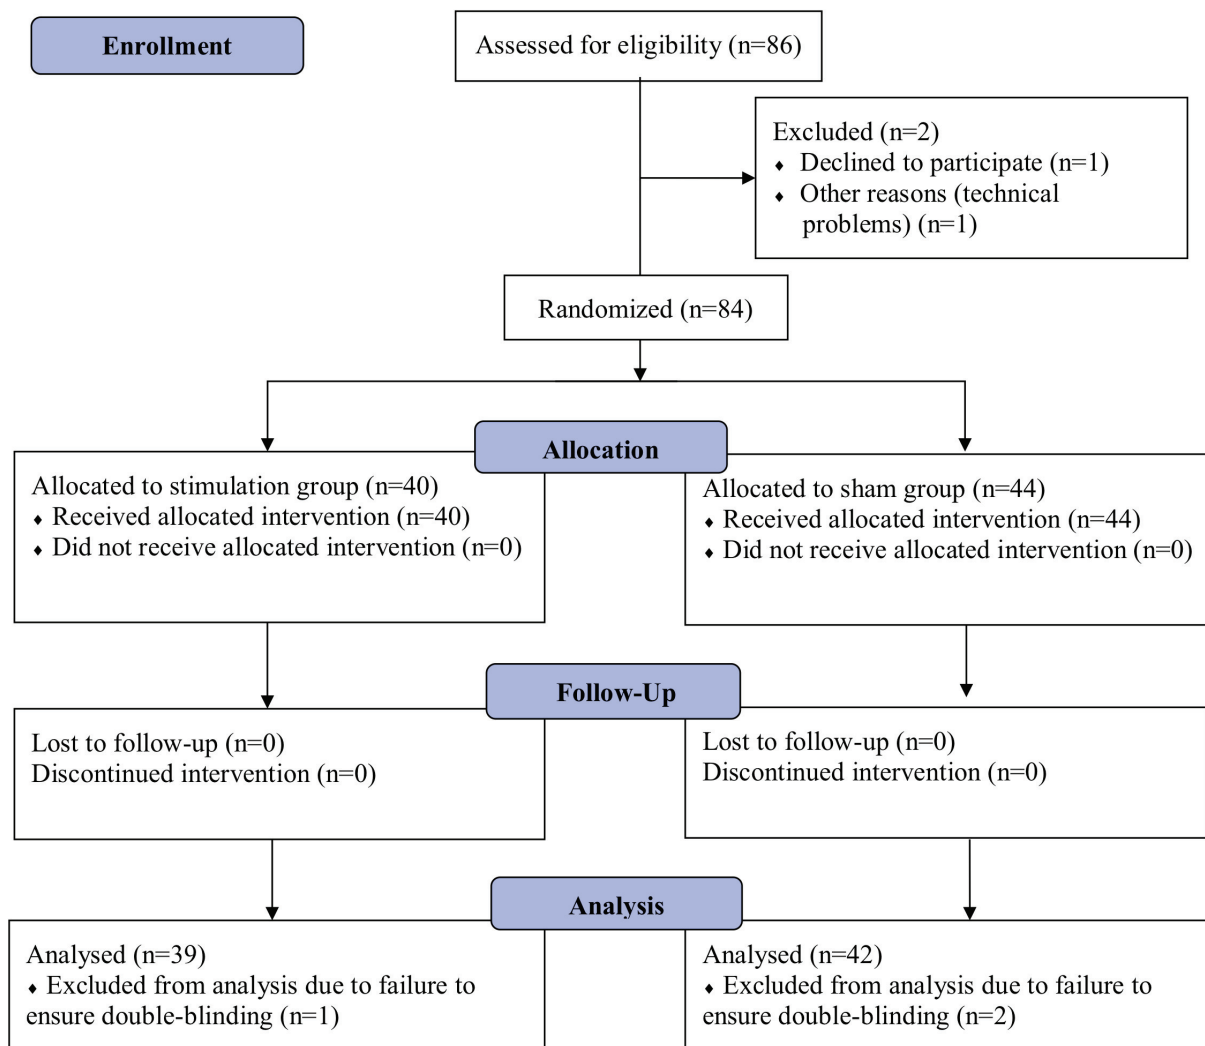 Enrollment
Assessed for eligibility (n=86)
Excluded (n=2)
♦ Declined to participate (n=1)
♦ Other reasons (technical
problems) (n=1)
Randomized (n=84)
Allocation
Allocated to stimulation group (n=40)
♦ Received allocated intervention (n=40)
♦ Did not receive allocated intervention (n=0)
Allocated to sham group (n=44)
♦ Received allocated intervention (n=44)
♦ Did not receive allocated intervention (n=0)
Follow-Up
Lost to follow-up (n=0)
Discontinued intervention (n=0)
Lost to follow-up (n=0)
Discontinued intervention (n=0)
Analysis
Analysed (n=39)
♦ Excluded from analysis due to failure to
ensure double-blinding (n=1)
Analysed (n=42)
♦ Excluded from analysis due to failure to
ensure double-blinding (n=2)